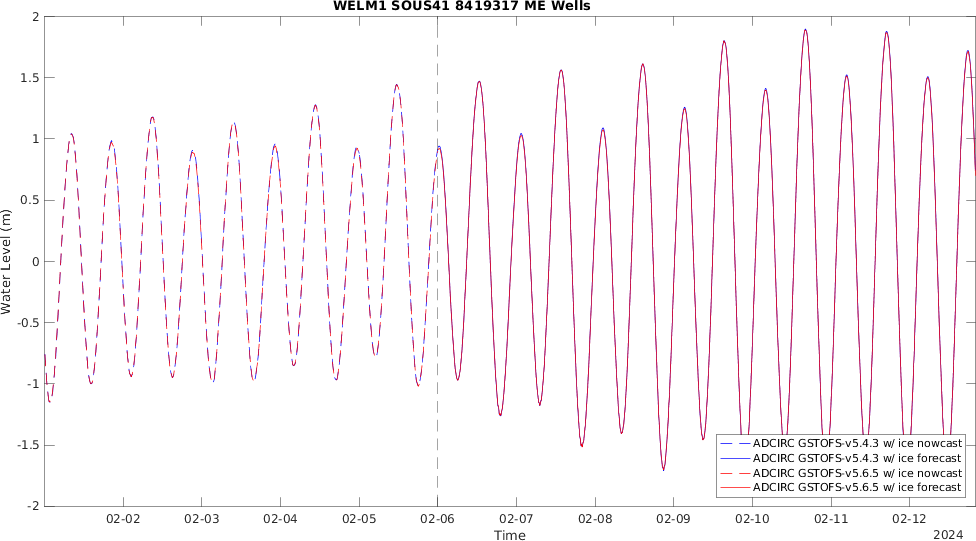 WELM1 SOUS41 8419317 ME Wells
2
1.5
1
0.5
0
-0.5
-1
-1.5
-2
Water Level (m)
02-02 02-03 02-04 02-05 02-06 02-07 02-08 02-09 02-10 02-11 02-12
Time
2024
ADCIRC GSTOFS-v5.4.3 w/ ice nowcast
ADCIRC GSTOFS-v5.4.3 w/ ice forecast
ADCIRC GSTOFS-v5.6.5 w/ ice nowcast
ADCIRC GSTOFS-v5.6.5 w/ ice forecast